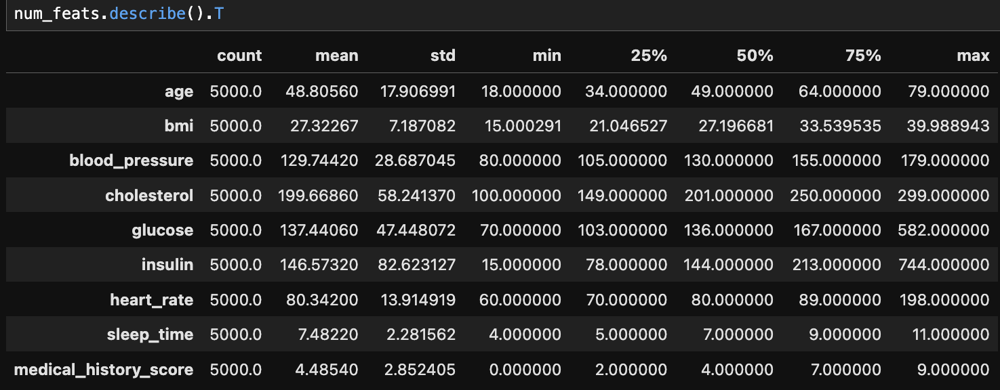 num_feats.describe().T
count mean std min 25% 50% 75% max
age 5000.0 48.80560 17.906991 18.000000 34.000000 49.000000 64.000000 79.000000
bmi 5000.0 27.32267 7.187082 15.000291 21.046527 27.196681 33.539535 39.988943
blood_pressure 5000.0 129.74420 28.687045 80.000000 105.000000 130.000000 155.000000 179.000000
cholesterol 5000.0 199.66860 58.241370 100.000000 149.000000 201.000000 250.000000 299.000000
glucose 5000.0 137.44060 47.448072 70.000000 103.000000 136.000000 167.000000 582.000000
insulin 5000.0 146.57320 82.623127 15.000000 78.000000 144.000000 213.000000 744.000000
heart_rate 5000.0 80.34200 13.914919 60.000000 70.000000 80.000000 89.000000 198.000000
sleep_time 5000.0 7.48220 2.281562 4.000000 5.000000 7.000000 9.000000 11.000000
medical_history_score 5000.0 4.48540 2.852405 0.000000 2.000000 4.000000 7.000000 9.000000